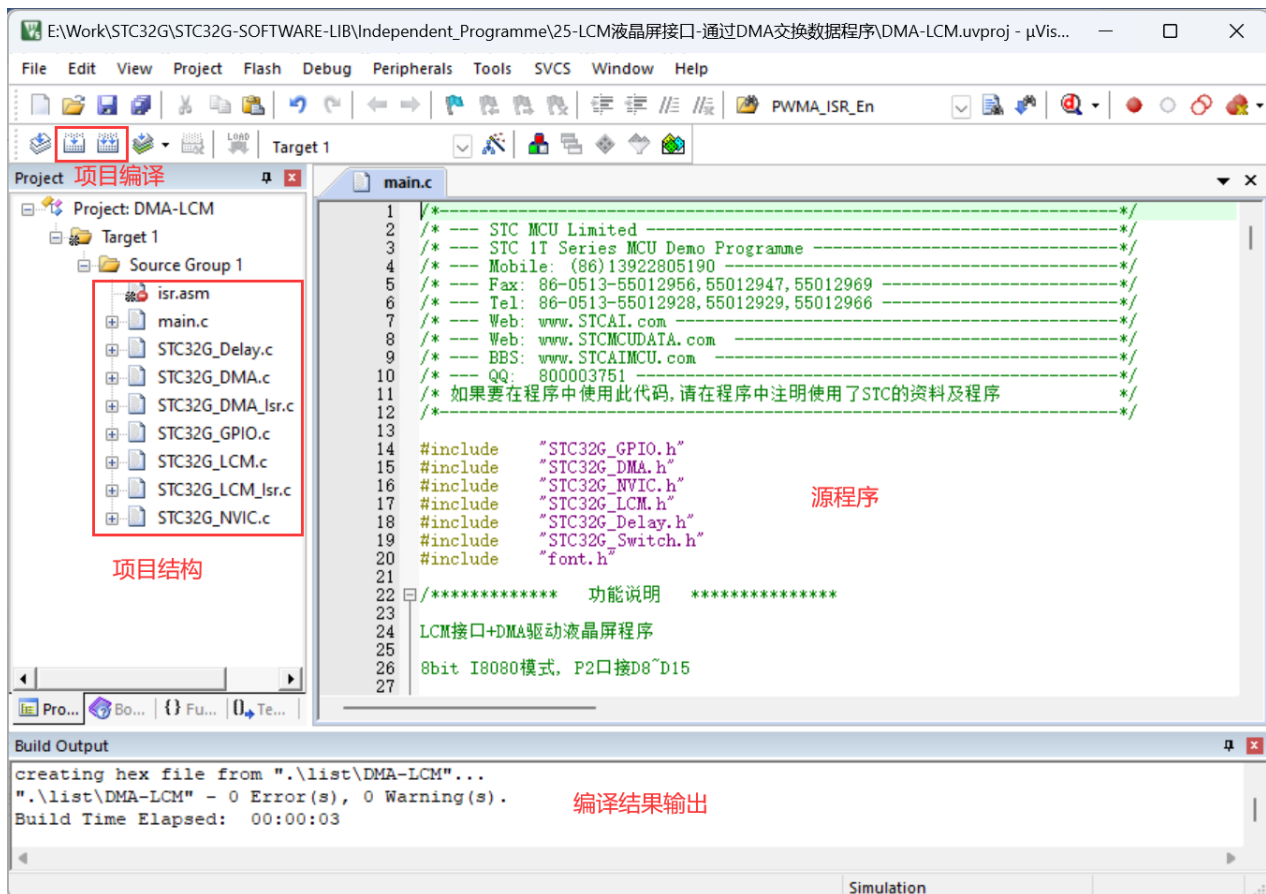 E:\Work\STC32G\STC32G-SOFTWARE-LIB\Independent_Programme\25-LCM液晶屏接口-通过DMA交换数据程序\DMA-LCM.uvproj - µVis...
File Edit View Project Flash Debug Peripherals Tools SVCS Window Help
PWMA_ISR_En
LOAD
Target 1
Project 项目编译
main.c
Project: DMA-LCM
Target 1
Source Group 1
isr.asm
main.c
STC32G_Delay.c
STC32G_DMA.c
STC32G_DMA_Isr.c
STC32G_GPIO.c
STC32G_LCM.c
STC32G_LCM_Isr.c
STC32G_NVIC.c
项目结构
Pro... Bo... {} Fu... 0 Te...
1 /*---------------------------------------------------------------------*/
2 /* --- STC MCU Limited ------------------------------------------------*/
3 /* --- STC 1T Series MCU Demo Programme -------------------------------*/
4 /* --- Mobile: (86)13922805190 ----------------------------------------*/
5 /* --- Fax: 86-0513-55012956,55012947,55012969 ------------------------*/
6 /* --- Tel: 86-0513-55012928,55012929,55012966 ------------------------*/
7 /* --- Web: www.STCAI.com ---------------------------------------------*/
8 /* --- Web: www.STCMCUDATA.com ---------------------------------------*/
9 /* --- BBS: www.STCAIMCU.com -----------------------------------------*/
10 /* --- QQ: 800003751 -------------------------------------------------*/
11 /* 如果要在程序中使用此代码,请在程序中注明使用了STC的资料及程序 */
12 /*---------------------------------------------------------------------*/
13
14 #include "STC32G_GPIO.h"
15 #include "STC32G_DMA.h"
16 #include "STC32G_NVIC.h"
17 #include "STC32G_LCM.h"
18 #include "STC32G_Delay.h"
19 #include "STC32G_Switch.h"
20 #include "font.h"
21
22 /************* 功能说明 ***************
23
24 LCM接口+DMA驱动液晶屏程序
25
26 8bit I8080模式, P2口接D8~D15
27
源程序
Build Output
creating hex file from ".\list\DMA-LCM"...
".\list\DMA-LCM" - 0 Error(s), 0 Warning(s).
Build Time Elapsed: 00:00:03
编译结果输出
Simulation